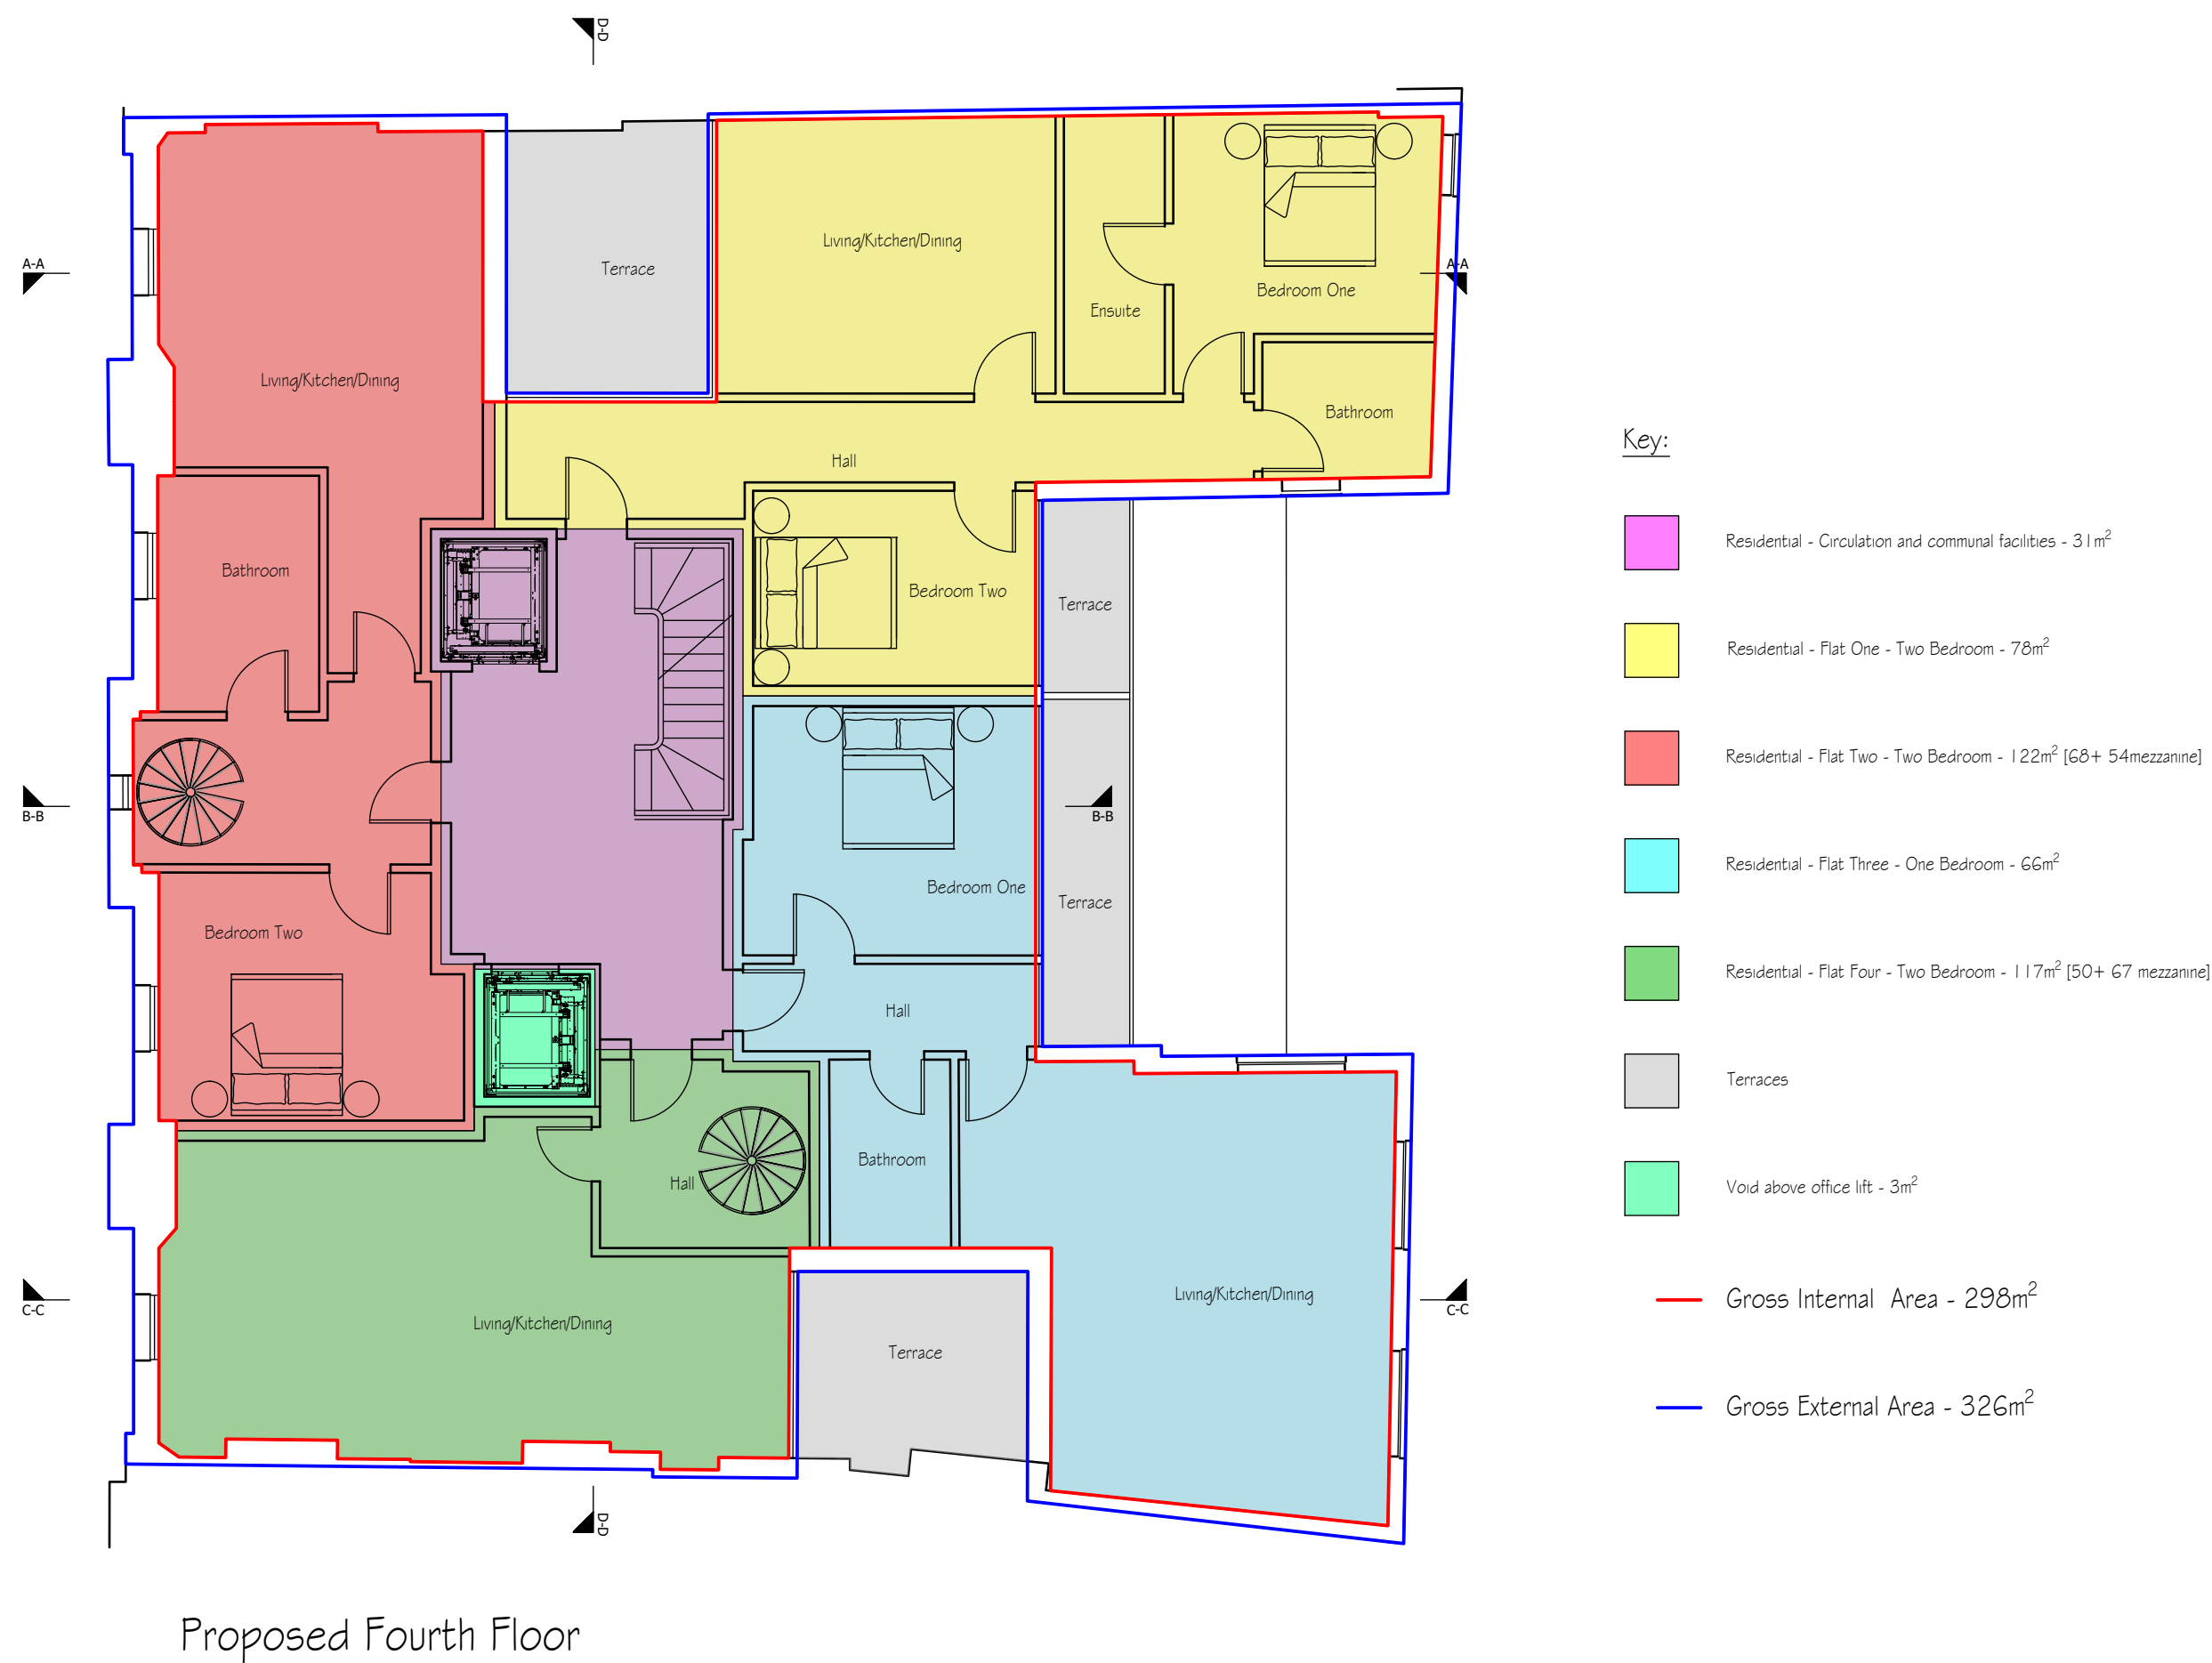 D-D
A-A
A-A
Living/Kitchen/Dining
Terrace
Living/Kitchen/Dining
Ensuite
Bedroom One
Bathroom
Hall
Bathroom
Bedroom Two
Terrace
B-B
B-B
Bedroom One
Terrace
Bedroom Two
Hall
Bathroom
Hall
Living/Kitchen/Dining
Living/Kitchen/Dining
Terrace
C-C
C-C
D-D
Key:
Residential - Circulation and communal facilities - 31m²
Residential - Flat One - Two Bedroom - 78m²
Residential - Flat Two - Two Bedroom - 122m² [68+ 54mezzanine]
Residential - Flat Three - One Bedroom - 66m²
Residential - Flat Four - Two Bedroom - 117m² [50+ 67 mezzanine]
Terraces
Void above office lift - 3m²
Gross Internal Area - 298m²
Gross External Area - 326m²
Proposed Fourth Floor